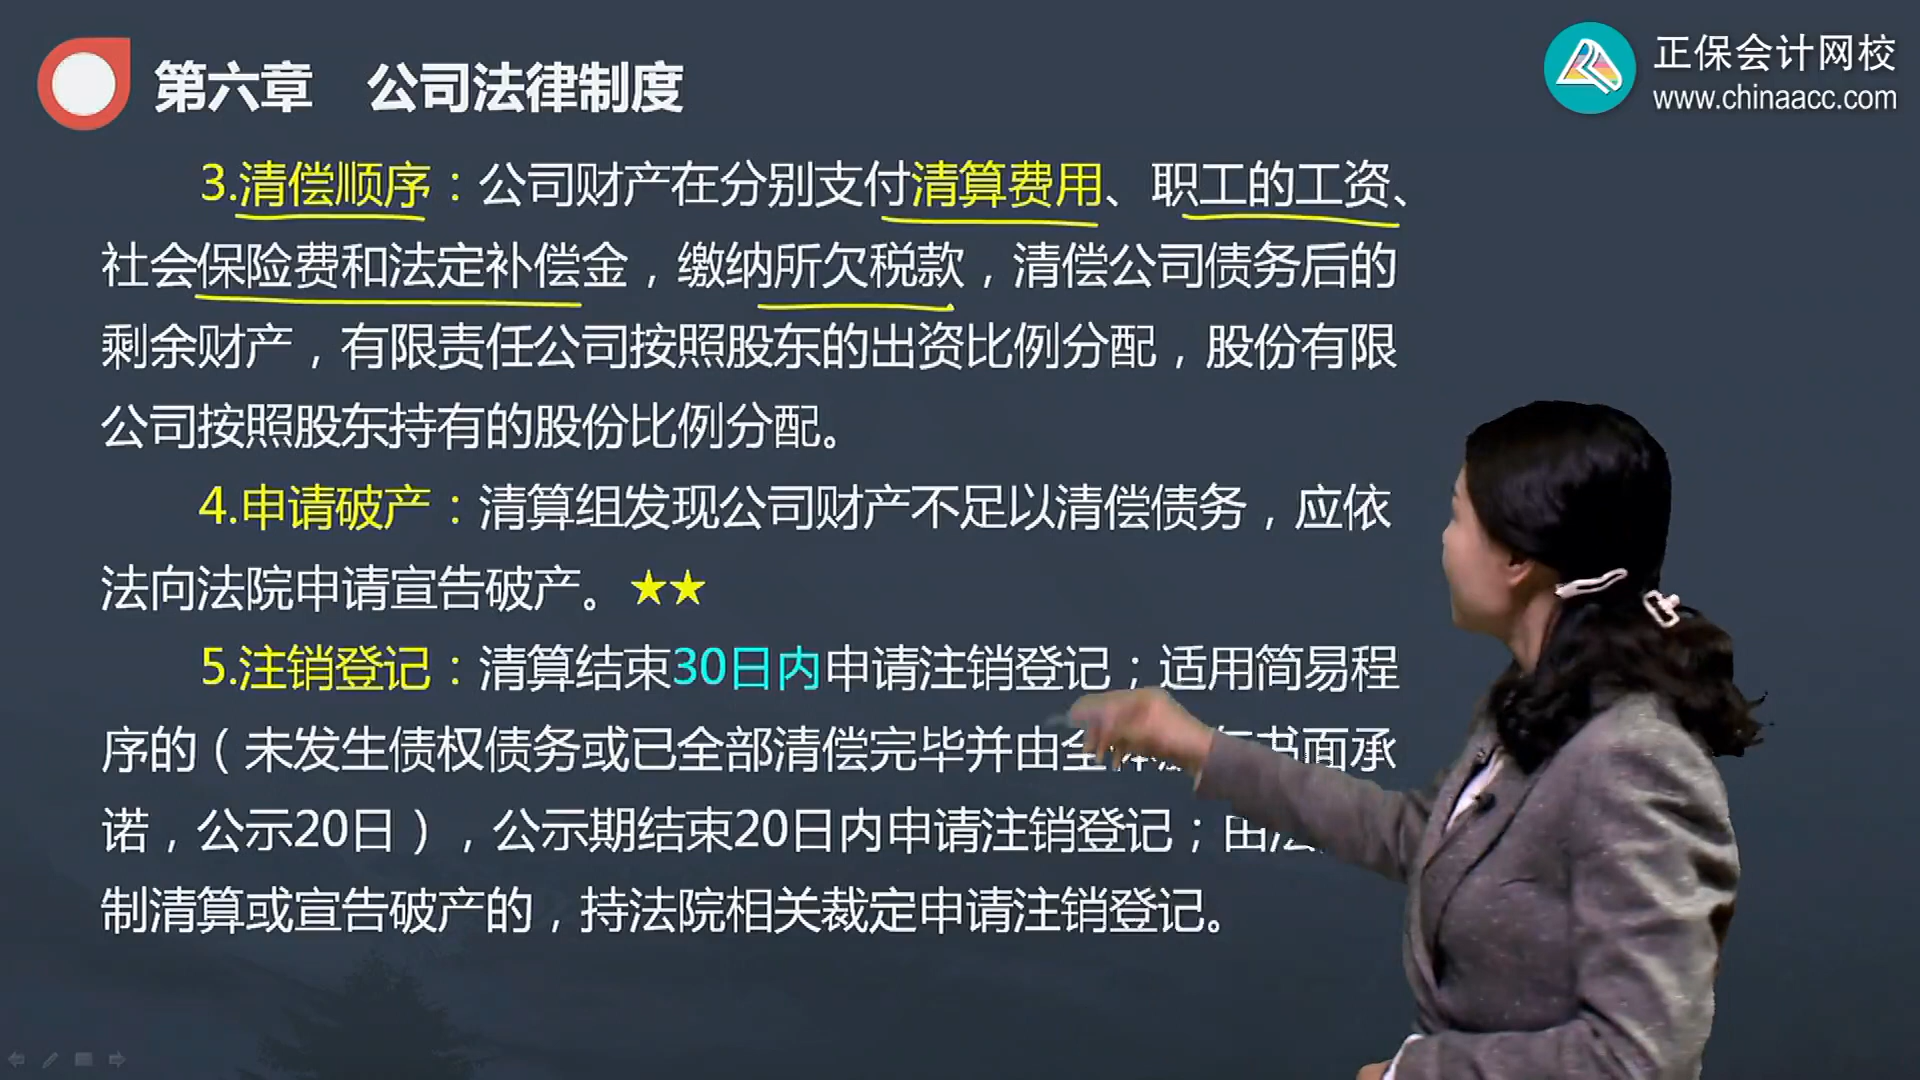 第六章　公司法律制度
正保会计网校
www.chinaacc.com
3.清偿顺序：公司财产在分别支付清算费用、职工的工资、
社会保险费和法定补偿金，缴纳所欠税款，清偿公司债务后的
剩余财产，有限责任公司按照股东的出资比例分配，股份有限
公司按照股东持有的股份比例分配。
4.申请破产：清算组发现公司财产不足以清偿债务，应依
法向法院申请宣告破产。★★
5.注销登记：清算结束30日内申请注销登记；适用简易程
序的（未发生债权债务或已全部清偿完毕并由全 书面承
诺，公示20日），公示期结束20日内申请注销登记；由法
制清算或宣告破产的，持法院相关裁定申请注销登记。